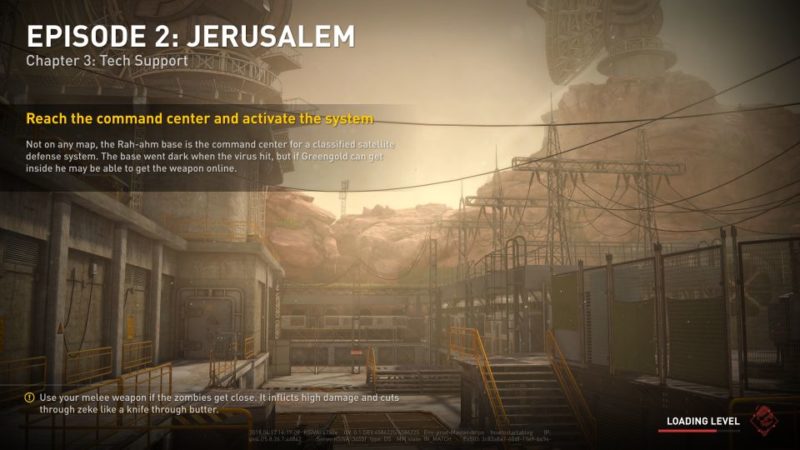 EPISODE 2: JERUSALEM
Chapter 3: Tech Support
Reach the command center and activate the system
Not on any map, the Rah-ahm base is the command center for a classified satellite
defense system. The base went dark when the virus hit, but if Greengold can get
inside he may be able to get the weapon online.
Use your melee weapon if the zombies get close. It inflicts high damage and cuts
through zeke like a knife through butter.
LOADING LEVEL